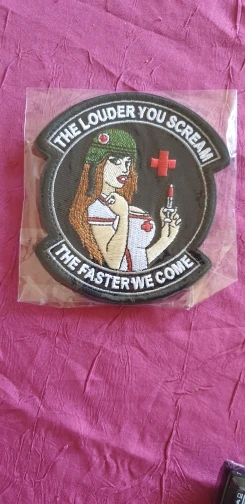 THE LOUDER YOU SCREAM
THE FASTER WE COME